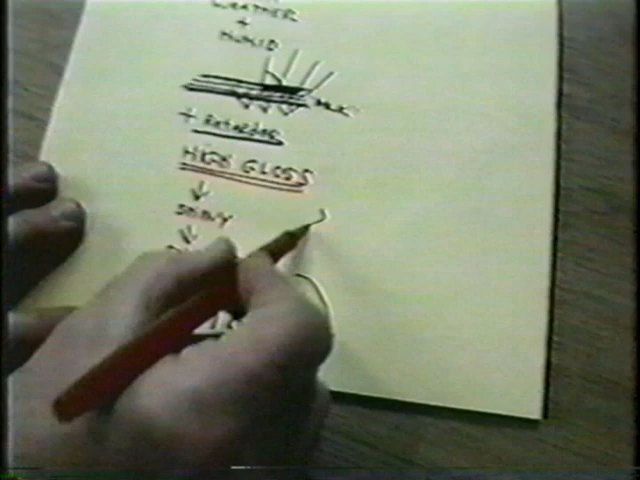 WEATHER
+
HUMID
+ RETARDER
HIGH GLOSS
↓
SHINY
↓